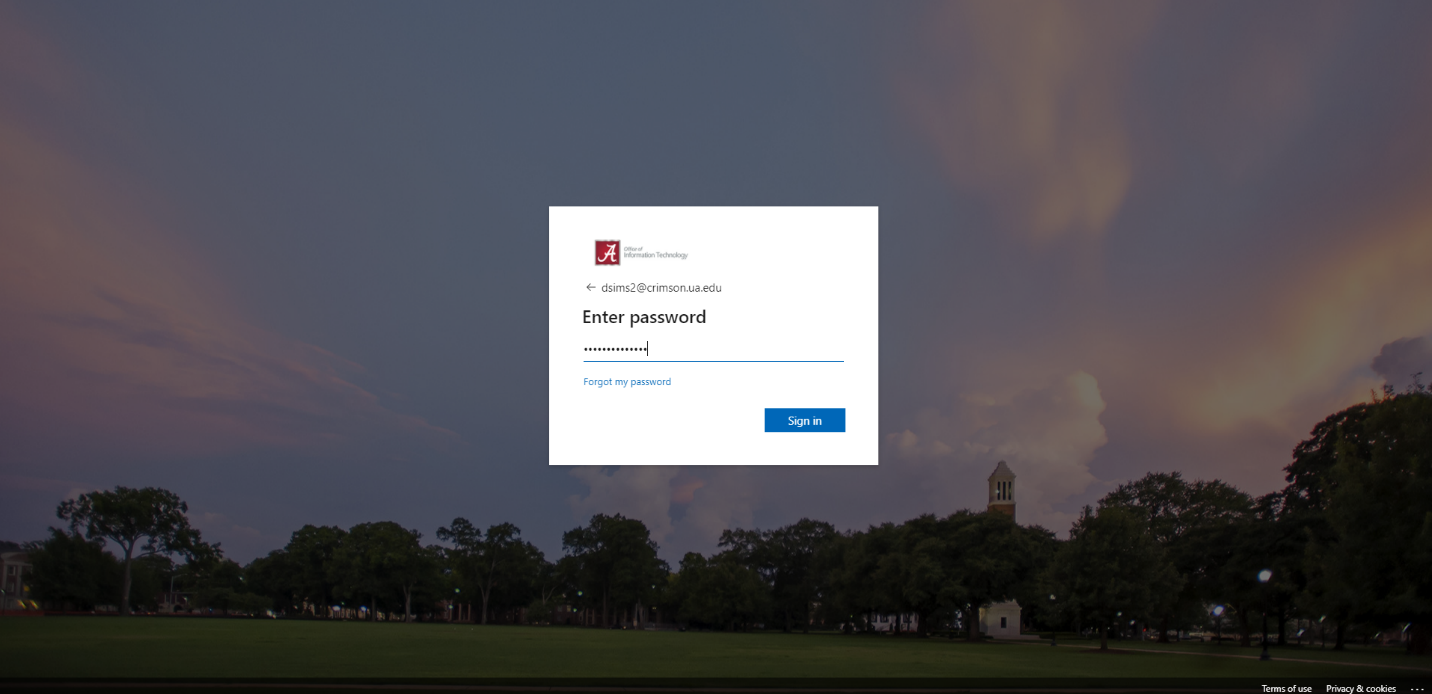 Office of
Information Technology
← dsims2@crimson.ua.edu
Enter password
••••••••••••••
Forgot my password
Sign in
Terms of use Privacy & cookies ...